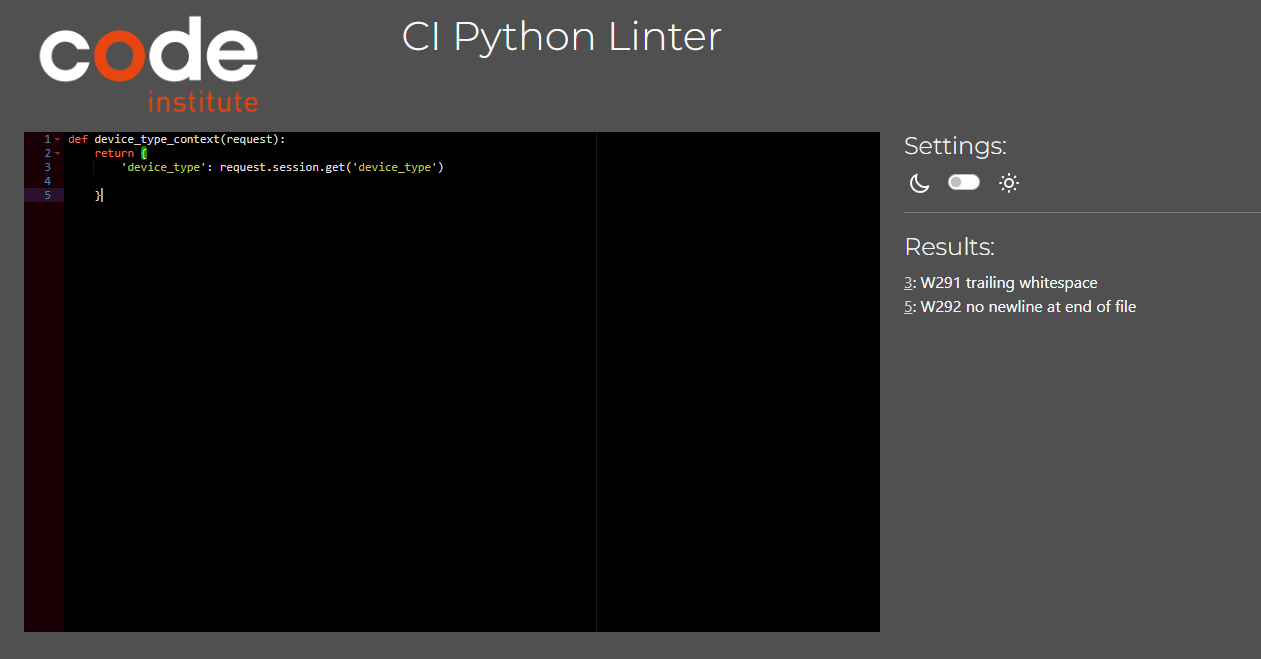 code
institute
CI Python Linter
1 def device_type_context(request):
2     return {
3         'device_type': request.session.get('device_type')
4
5     }
Settings:
Results:
3: W291 trailing whitespace
5: W292 no newline at end of file